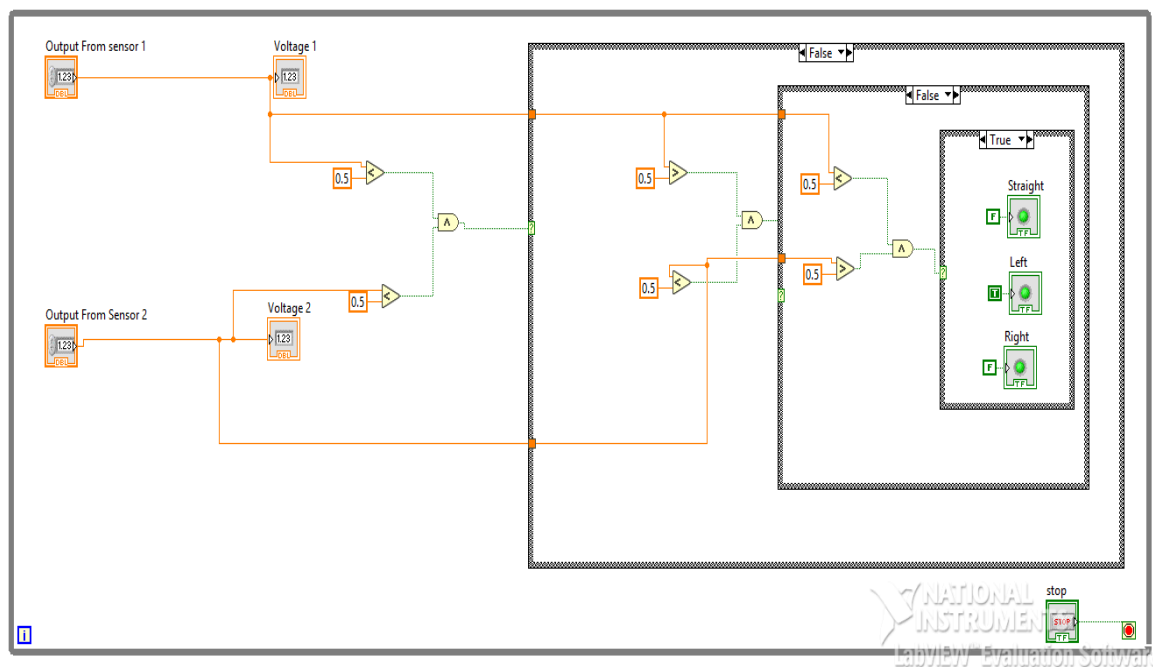 Output From sensor 1
1.23
DBL
Voltage 1
1.23
DBL
False
False
True
0.5
<
0.5
>
0.5
<
Straight
F
TF
∧
?
∧
∧
0.5
>
?
Left
T
TF
0.5
<
0.5
<
?
Output From Sensor 2
1.23
DBL
Voltage 2
1.23
DBL
Right
F
TF
stop
STOP
TF
i
NATIONAL
INSTRUMENTS
LabVIEW™ Evaluation Softwar